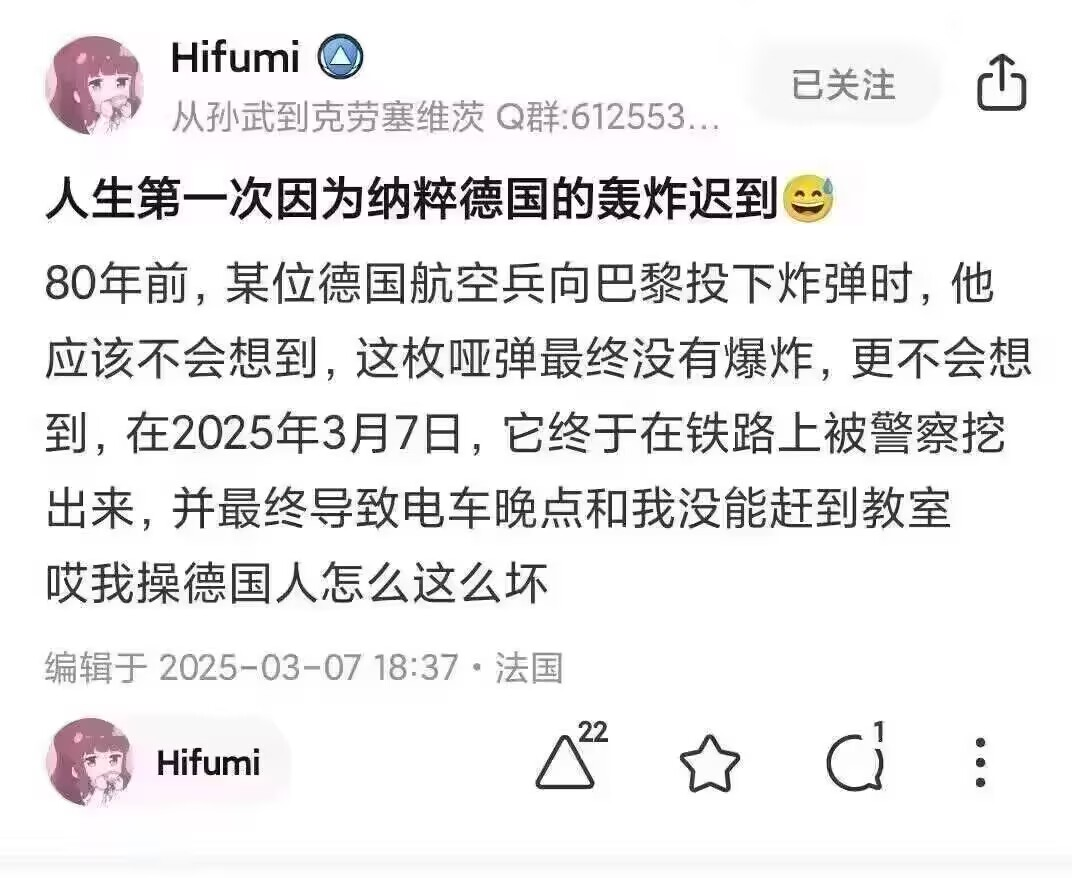 Hifumi
已关注
从孙武到克劳塞维茨 Q群:612553...
人生第一次因为纳粹德国的轰炸迟到😅
80年前，某位德国航空兵向巴黎投下炸弹时，他
应该不会想到，这枚哑弹最终没有爆炸，更不会想
到，在2025年3月7日，它终于在铁路上被警察挖
出来，并最终导致电车晚点和我没能赶到教室
哎我操德国人怎么这么坏
编辑于 2025-03-07 18:37・法国
Hifumi
22
1